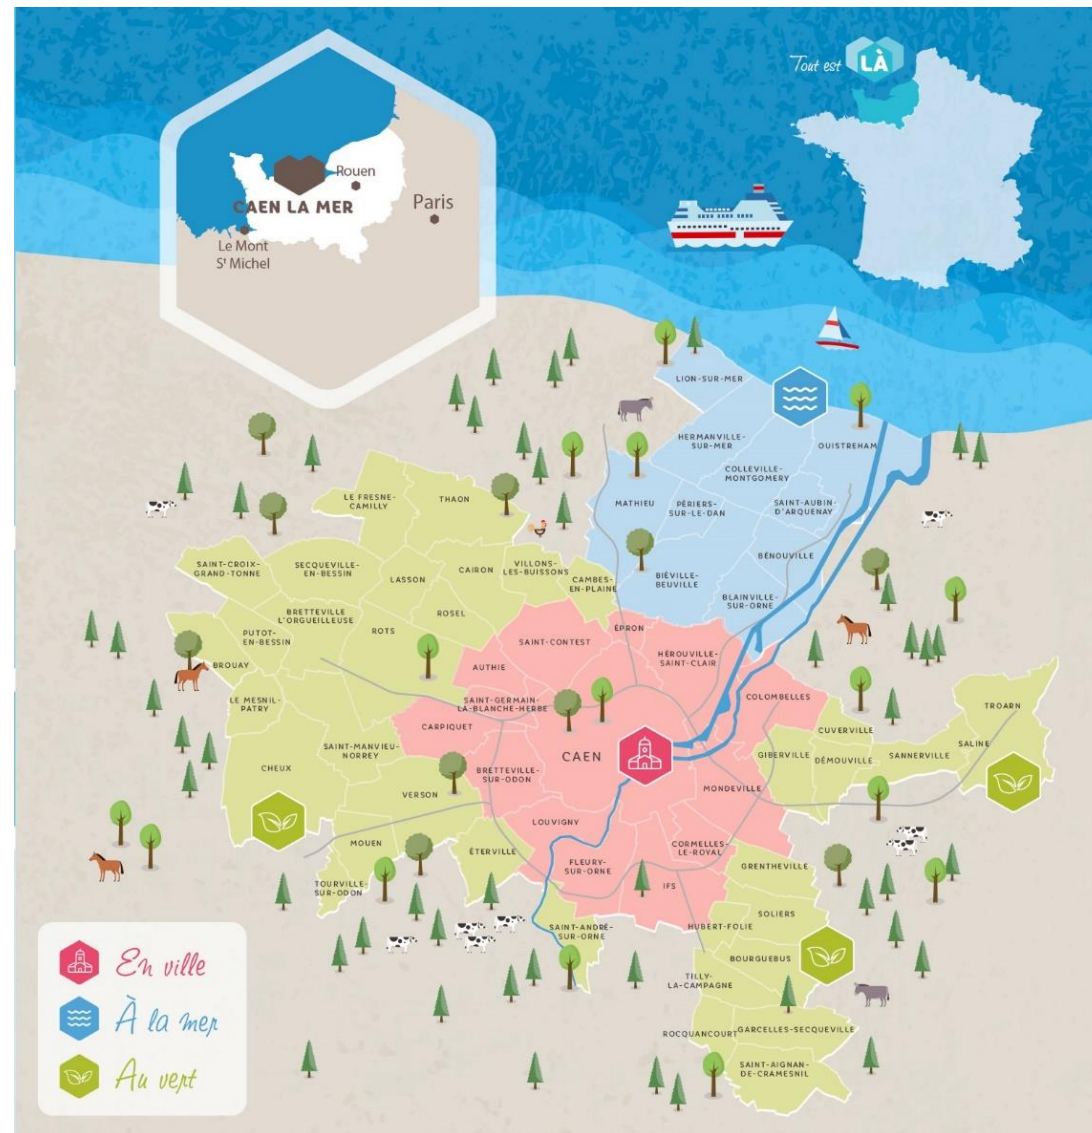 Tout est LÀ
Rouen
CAEN LA MER
Paris
Le Mont
Sᵗ Michel
LION-SUR-MER
HERMANVILLE-
SUR-MER
OUISTREHAM
COLLEVILLE-
MONTGOMERY
MATHIEU
PÉRIERS-
SUR-LE-DAN
SAINT-AUBIN-
D'ARQUENAY
BÉNOUVILLE
BIÉVILLE-
BEUVILLE
BLAINVILLE-
SUR-ORNE
LE FRESNE-
CAMILLY
THAON
SAINT-CROIX-
GRAND-TONNE
SECQUEVILLE-
EN-BESSIN
LASSON
CAIRON
VILLONS-
LES-BUISSONS
CAMBES-
EN-PLAINE
BRETTEVILLE
L'ORGUEILLEUSE
ROSEL
PUTOT-
EN-BESSIN
ROTS
BROUAY
LE MESNIL-
PATRY
SAINT-MANVIEU-
NORREY
CHEUX
VERSON
MOUEN
TOURVILLE-
SUR-ODON
ÉTERVILLE
SAINT-ANDRÉ-
SUR-ORNE
ÉPRON
SAINT-CONTEST
HÉROUVILLE-
SAINT-CLAIR
AUTHIE
SAINT-GERMAIN-
LA-BLANCHE-HERBE
CARPIQUET
COLOMBELLES
CAEN
BRETTEVILLE-
SUR-ODON
MONDEVILLE
LOUVIGNY
FLEURY-
SUR-ORNE
CORMELLES-
LE-ROYAL
IFS
TROARN
CUVERVILLE
SALINE
GIBERVILLE
DÉMOUVILLE
SANNERVILLE
GRENTHEVILLE
SOLIERS
HUBERT-FOLIE
BOURGUEBUS
TILLY-
LA-CAMPAGNE
ROCQUANCOURT
GARCELLES-SECQUEVILLE
SAINT-AIGNAN-
DE-CRAMESNIL
En ville
À la mer
Au vert